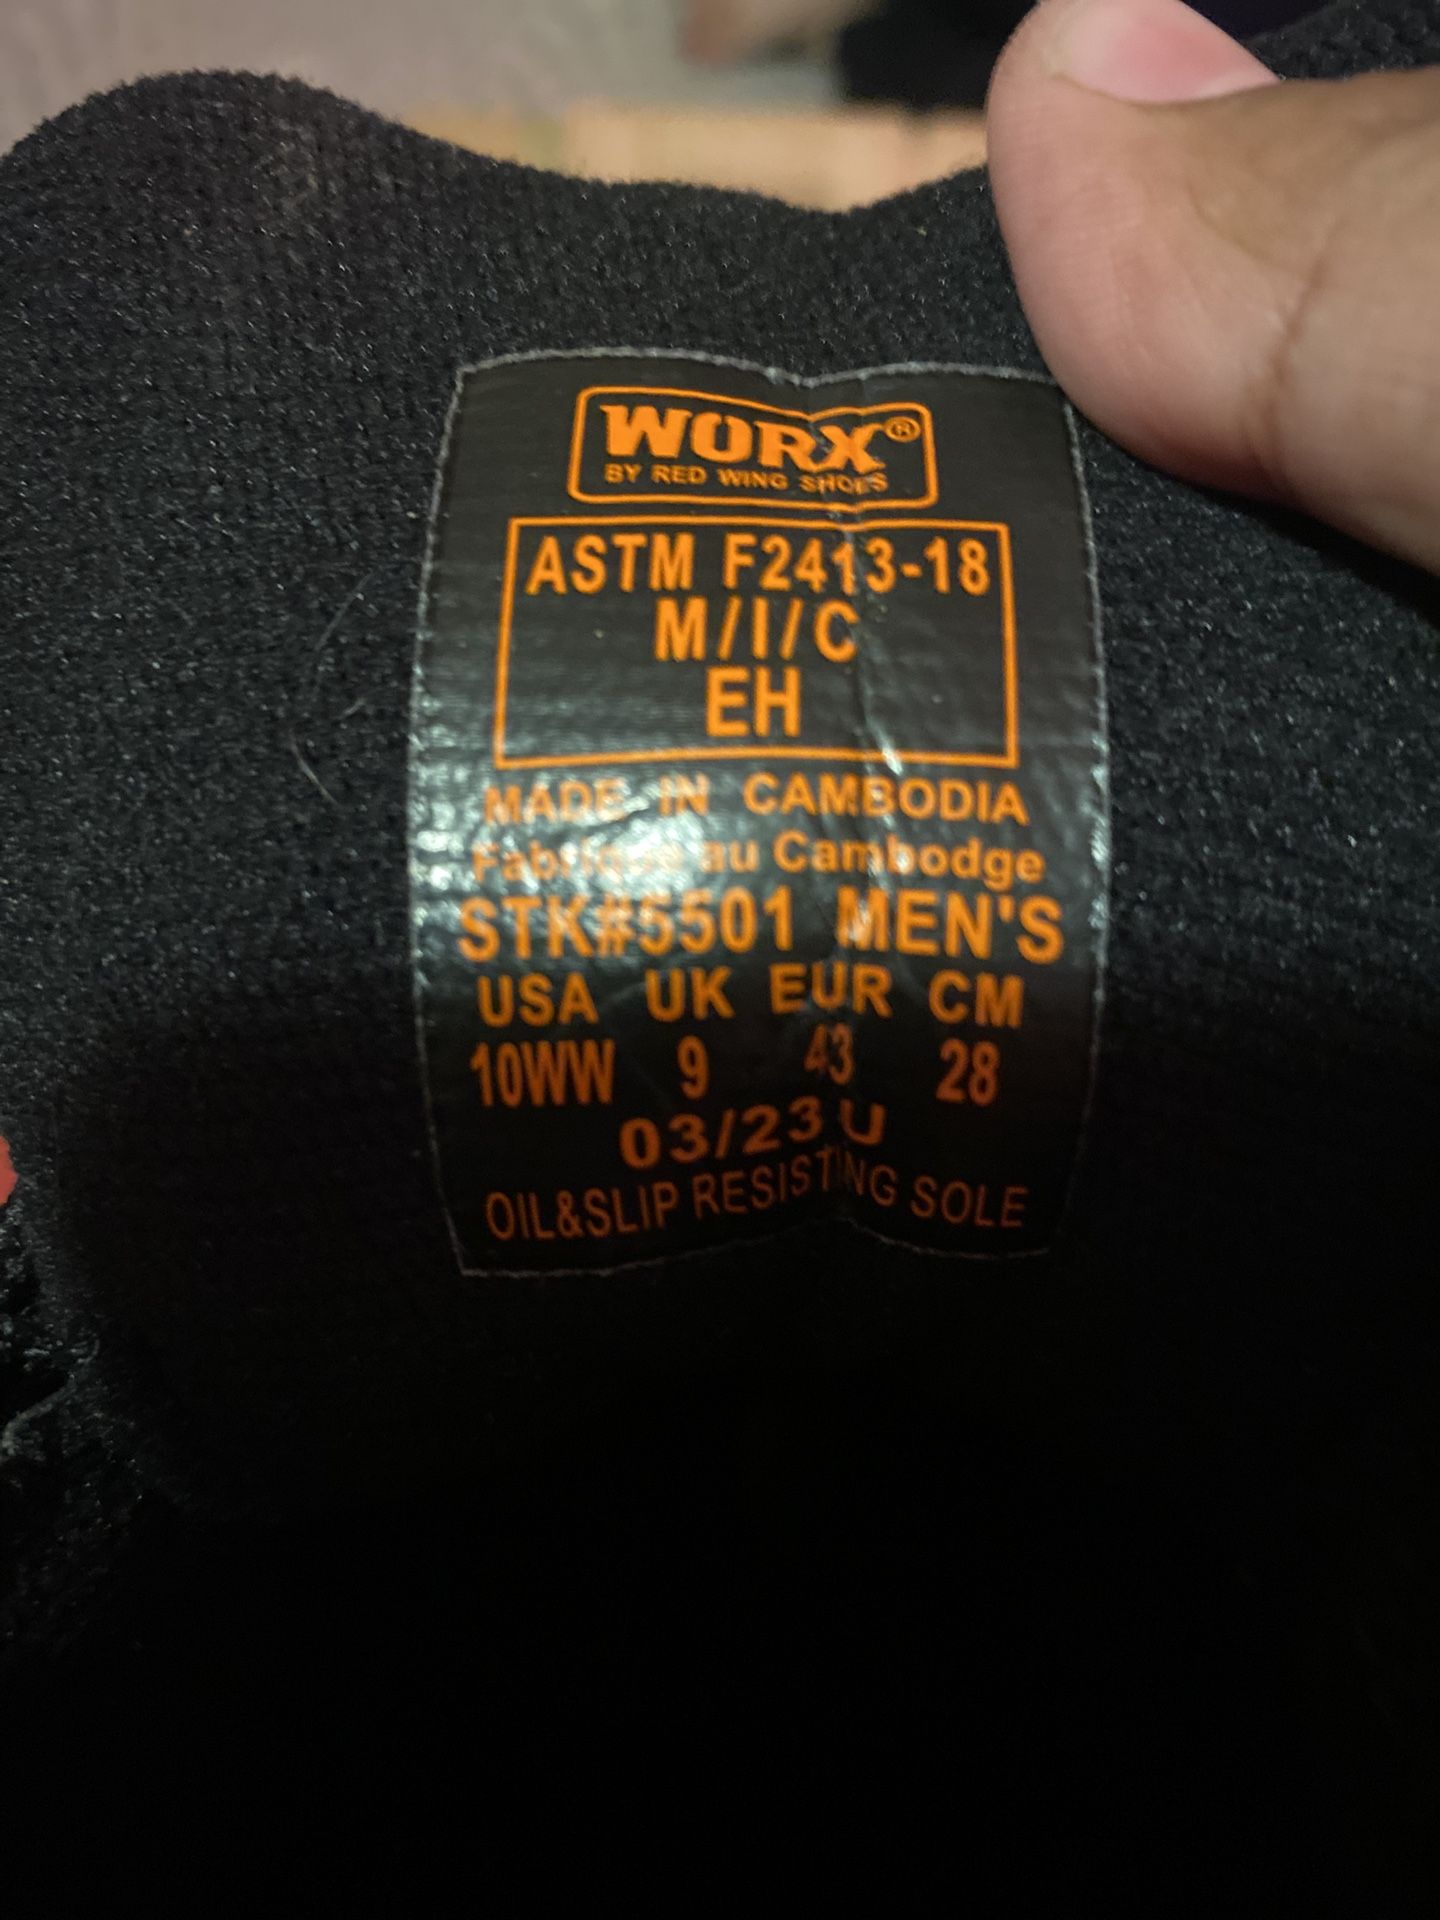 WORX®
BY RED WING SHOES
ASTM F2413-18
M/I/C
EH
MADE IN CAMBODIA
Fabriqué au Cambodge
STK#5501 MEN'S
USA UK EUR CM
10WW 9 43 28
03/23 U
OIL&SLIP RESISTING SOLE